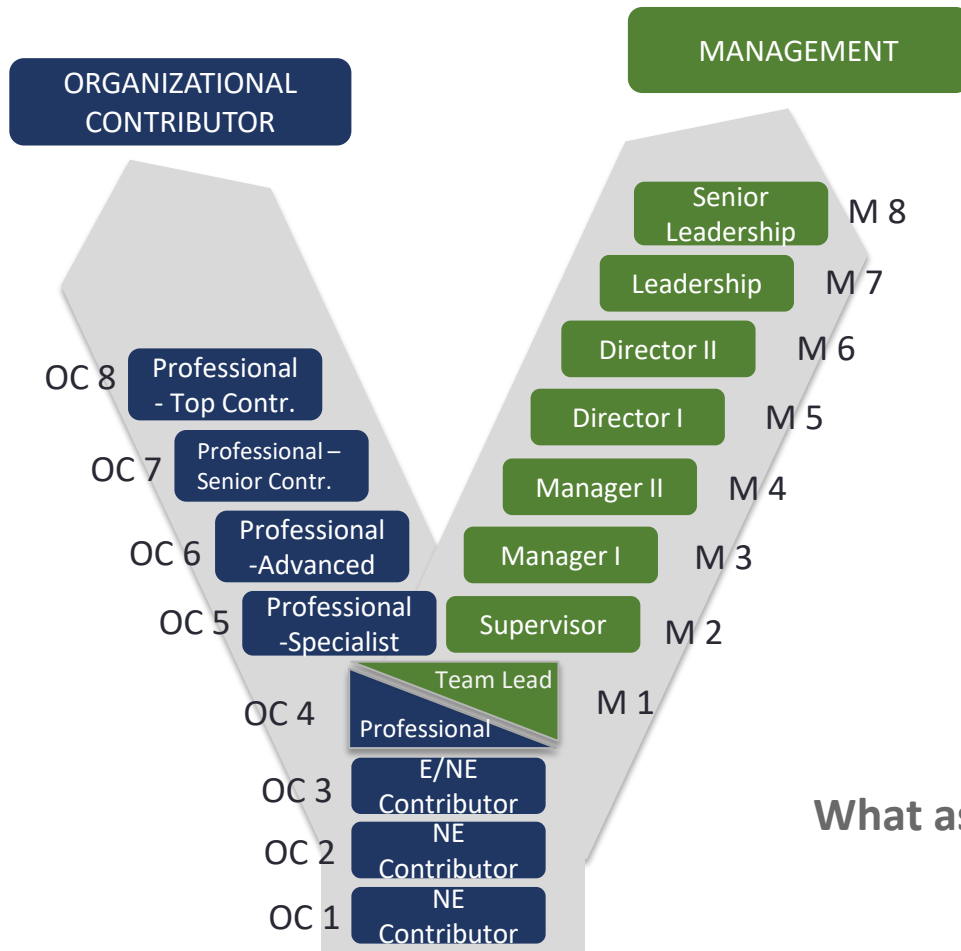 ORGANIZATIONAL
CONTRIBUTOR
MANAGEMENT
Senior
Leadership
M 8
Leadership
M 7
Director II
M 6
Director I
M 5
Manager II
M 4
Manager I
M 3
Supervisor
M 2
Team Lead
M 1
OC 8
Professional
- Top Contr.
OC 7
Professional –
Senior Contr.
OC 6
Professional
-Advanced
OC 5
Professional
-Specialist
OC 4
Professional
OC 3
E/NE
Contributor
OC 2
NE
Contributor
OC 1
NE
Contributor
What as